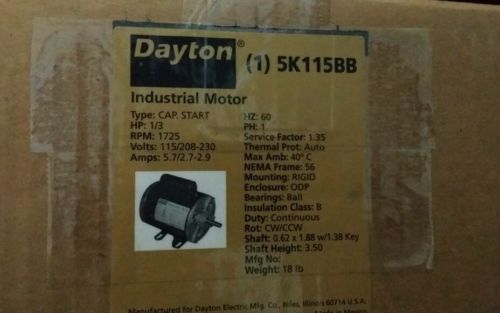 Dayton® (1) 5K115BB
Industrial Motor
Type: CAP. START
HP: 1/3
RPM: 1725
Volts: 115/208-230
Amps: 5.7/2.7-2.9
HZ: 60
PH: 1
Service Factor: 1.35
Thermal Prot: Auto
Max Amb: 40° C
NEMA Frame: 56
Mounting: RIGID
Enclosure: ODP
Bearings: Ball
Insulation Class: B
Duty: Continuous
Rot: CW/CCW
Shaft: 0.62 x 1.88 w/1.38 Key
Shaft Height: 3.50
Mfg No:
Weight: 18 lb
Manufactured for Dayton Electric Mfg. Co., Niles, Illinois 60714 U.S.A.
Made in Mexico